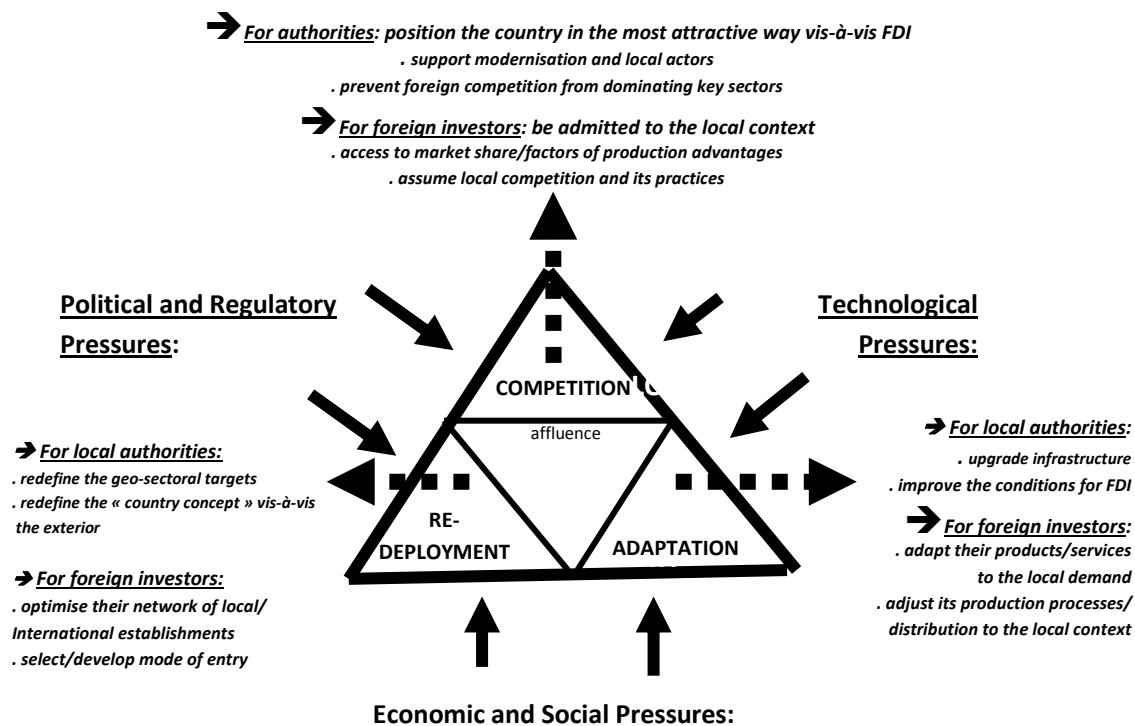 ➔ For authorities: position the country in the most attractive way vis-à-vis FDI
. support modernisation and local actors
. prevent foreign competition from dominating key sectors
➔ For foreign investors: be admitted to the local context
. access to market share/factors of production advantages
. assume local competition and its practices
Political and Regulatory
Pressures:
Technological
Pressures:
COMPETITION
affluence
➔ For local authorities:
. redefine the geo-sectoral targets
. redefine the « country concept » vis-à-vis
the exterior
➔ For foreign investors:
. optimise their network of local/
International establishments
. select/develop mode of entry
RE-
DEPLOYMENT
ADAPTATION
➔ For local authorities:
. upgrade infrastructure
. improve the conditions for FDI
➔ For foreign investors:
. adapt their products/services
to the local demand
. adjust its production processes/
distribution to the local context
Economic and Social Pressures: